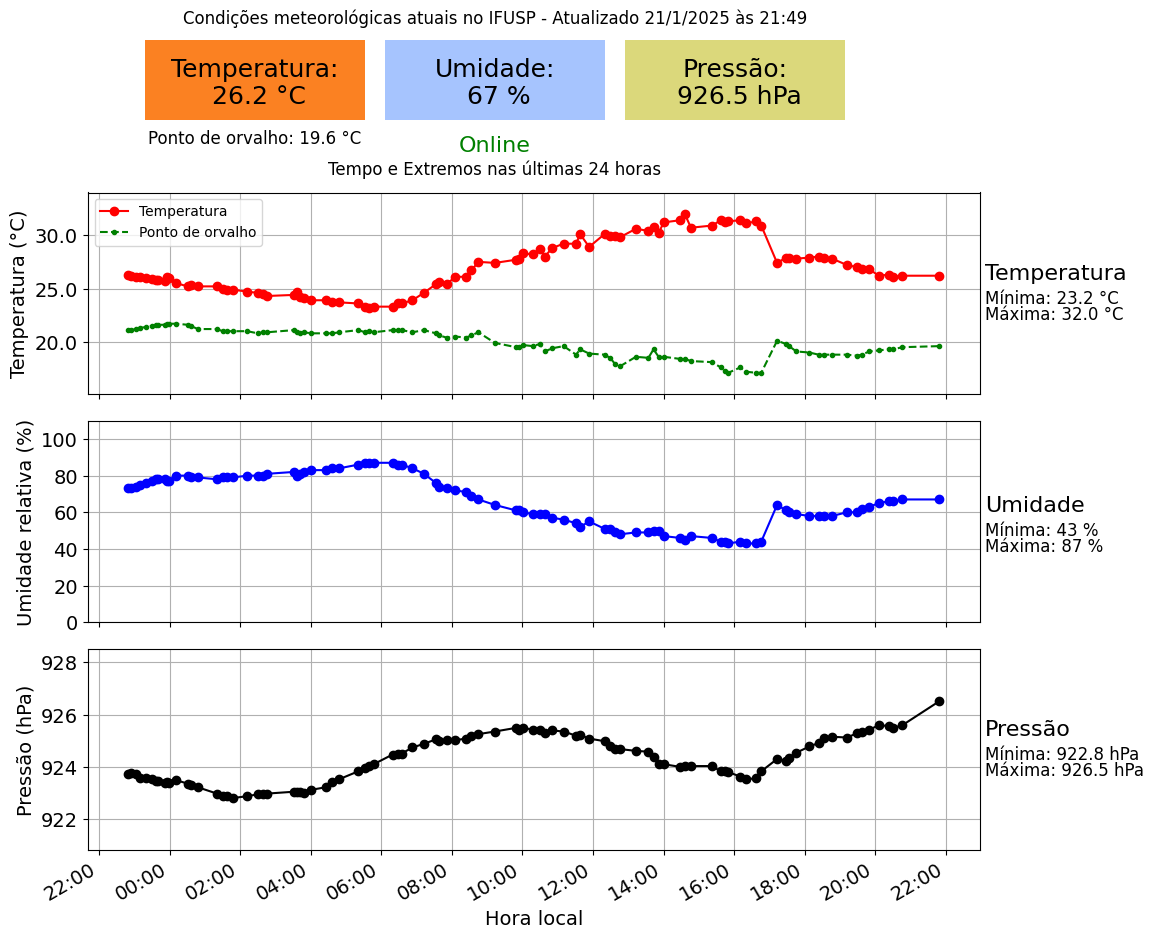 Condições meteorológicas atuais no IFUSP - Atualizado 21/1/2025 às 21:49
Temperatura:
26.2 °C
Umidade:
67 %
Pressão:
926.5 hPa
Ponto de orvalho: 19.6 °C
Online
Tempo e Extremos nas últimas 24 horas
Temperatura (°C)
30.0
25.0
20.0
Temperatura
Ponto de orvalho
Temperatura
Mínima: 23.2 °C
Máxima: 32.0 °C
Umidade relativa (%)
100
80
60
40
20
0
Umidade
Mínima: 43 %
Máxima: 87 %
Pressão (hPa)
928
926
924
922
Pressão
Mínima: 922.8 hPa
Máxima: 926.5 hPa
22:00 00:00 02:00 04:00 06:00 08:00 10:00 12:00 14:00 16:00 18:00 20:00 22:00
Hora local